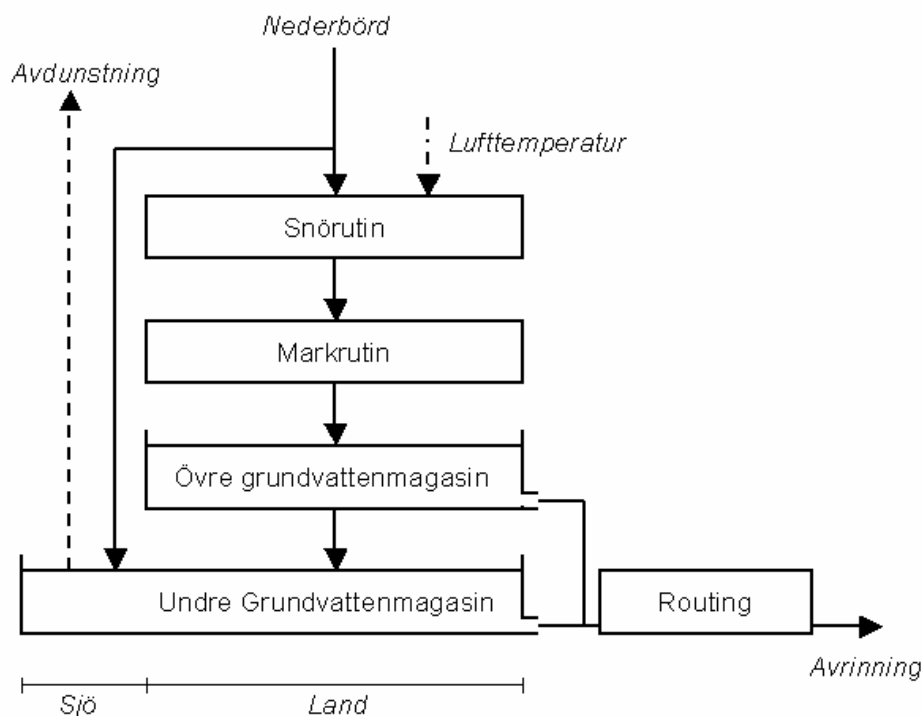 Nederbörd
Avdunstning
Lufttemperatur
Snörutin
Markrutin
Övre grundvattenmagasin
Undre Grundvattenmagasin
Routing
Avrinning
Sjö
Land